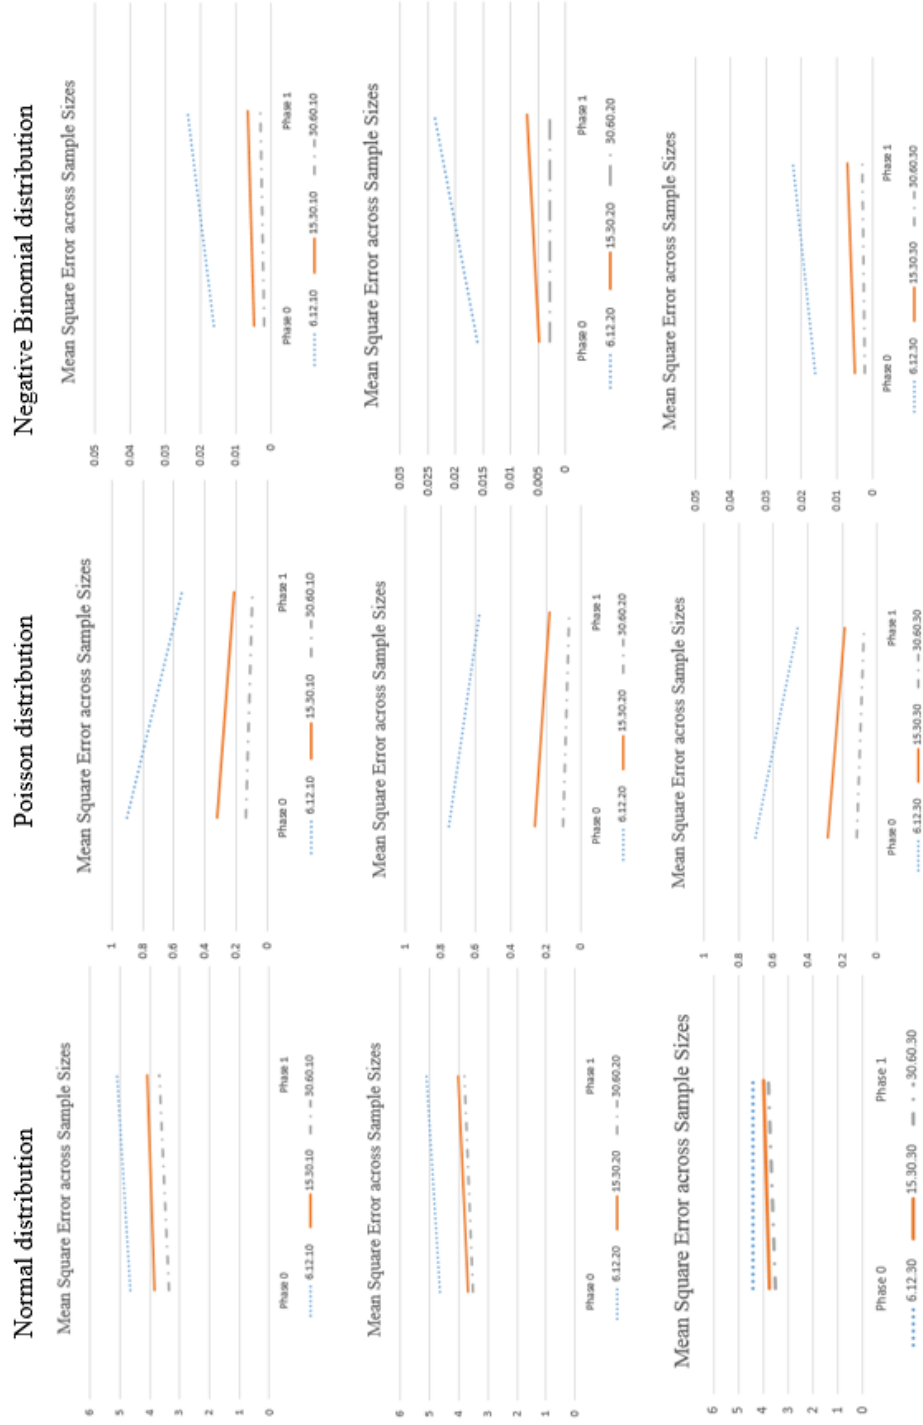 Normal distribution
Mean Square Error across Sample Sizes
6
5
4
3
2
1
0
Phase 0
Phase 1
6.12.10
15.30.10
30.60.10
Mean Square Error across Sample Sizes
6
5
4
3
2
1
0
Phase 0
Phase 1
6.12.20
15.30.20
30.60.20
Mean Square Error across Sample Sizes
6
5
4
3
2
1
0
Phase 0
Phase 1
6.12.30
15.30.30
30.60.30
Poisson distribution
Mean Square Error across Sample Sizes
1
0.8
0.6
0.4
0.2
0
Phase 0
Phase 1
6.12.10
15.30.10
30.60.10
Mean Square Error across Sample Sizes
1
0.8
0.6
0.4
0.2
0
Phase 0
Phase 1
6.12.20
15.30.20
30.60.20
Mean Square Error across Sample Sizes
1
0.8
0.6
0.4
0.2
0
Phase 0
Phase 1
6.12.30
15.30.30
30.60.30
Negative Binomial distribution
Mean Square Error across Sample Sizes
0.05
0.04
0.03
0.02
0.01
0
Phase 0
Phase 1
6.12.10
15.30.10
30.60.10
Mean Square Error across Sample Sizes
0.03
0.025
0.02
0.015
0.01
0.005
0
Phase 0
Phase 1
6.12.20
15.30.20
30.60.20
Mean Square Error across Sample Sizes
0.05
0.04
0.03
0.02
0.01
0
Phase 0
Phase 1
6.12.30
15.30.30
30.60.30